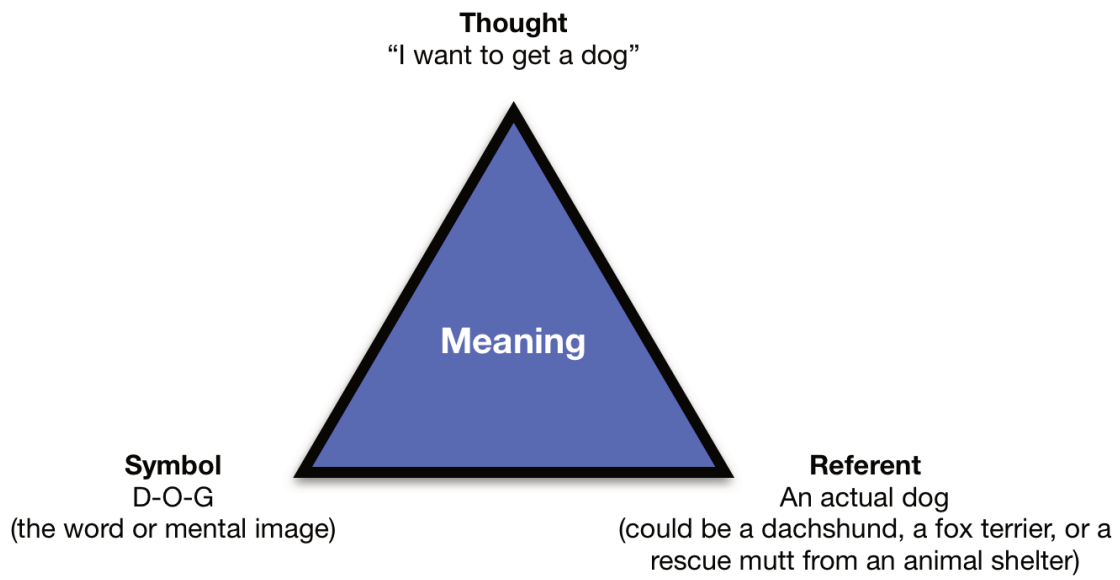 Thought
“I want to get a dog”
Meaning
Symbol
D-O-G
(the word or mental image)
Referent
An actual dog
(could be a dachshund, a fox terrier, or a
rescue mutt from an animal shelter)